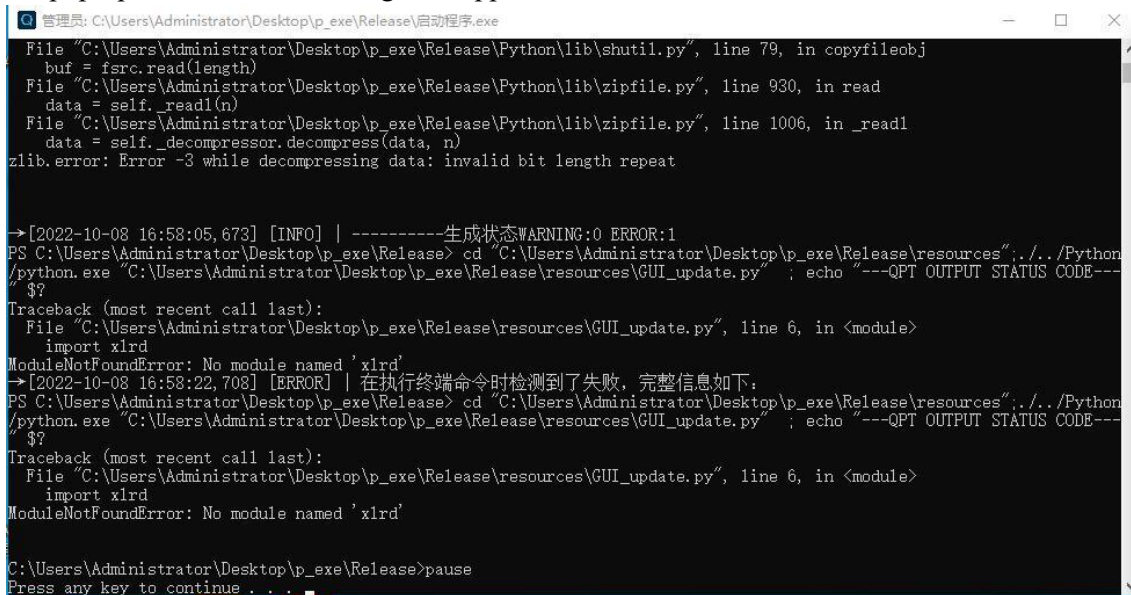 管理员: C:\Users\Administrator\Desktop\p_exe\Release\启动程序.exe
File "C:\Users\Administrator\Desktop\p_exe\Release\Python\lib\shutil.py", line 79, in copyfileobj
buf = fsrc.read(length)
File "C:\Users\Administrator\Desktop\p_exe\Release\Python\lib\zipfile.py", line 930, in read
data = self._read1(n)
File "C:\Users\Administrator\Desktop\p_exe\Release\Python\lib\zipfile.py", line 1006, in _read1
data = self._decompressor.decompress(data, n)
zlib.error: Error -3 while decompressing data: invalid bit length repeat
→[2022-10-08 16:58:05,673] [INFO] | ----------生成状态WARNING:0 ERROR:1
PS C:\Users\Administrator\Desktop\p_exe\Release> cd "C:\Users\Administrator\Desktop\p_exe\Release\resources";./../Python
/python.exe "C:\Users\Administrator\Desktop\p_exe\Release\resources\GUI_update.py" ; echo "---QPT OUTPUT STATUS CODE---
" $?
Traceback (most recent call last):
File "C:\Users\Administrator\Desktop\p_exe\Release\resources\GUI_update.py", line 6, in <module>
import xlrd
ModuleNotFoundError: No module named 'xlrd'
→[2022-10-08 16:58:22,708] [ERROR] | 在执行终端命令时检测到了失败，完整信息如下：
PS C:\Users\Administrator\Desktop\p_exe\Release> cd "C:\Users\Administrator\Desktop\p_exe\Release\resources";./../Python
/python.exe "C:\Users\Administrator\Desktop\p_exe\Release\resources\GUI_update.py" ; echo "---QPT OUTPUT STATUS CODE---
" $?
Traceback (most recent call last):
File "C:\Users\Administrator\Desktop\p_exe\Release\resources\GUI_update.py", line 6, in <module>
import xlrd
ModuleNotFoundError: No module named 'xlrd'
C:\Users\Administrator\Desktop\p_exe\Release>pause
Press any key to continue . . .